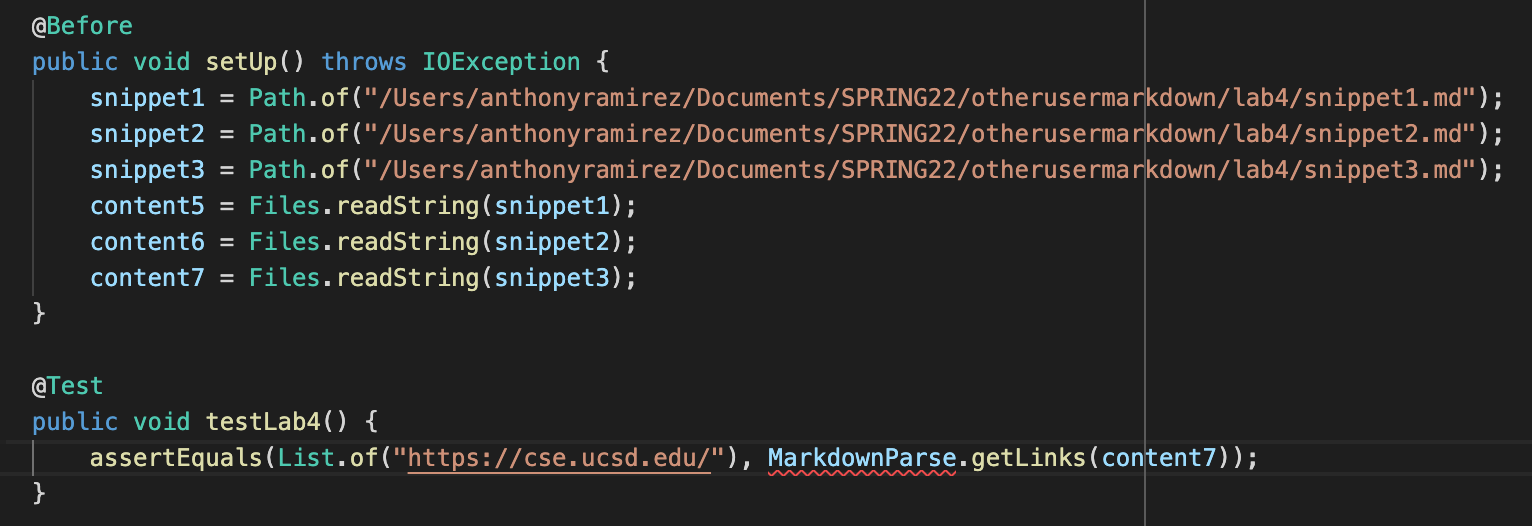 @Before
public void setUp() throws IOException {
    snippet1 = Path.of("/Users/anthonyramirez/Documents/SPRING22/otherusermarkdown/lab4/snippet1.md");
    snippet2 = Path.of("/Users/anthonyramirez/Documents/SPRING22/otherusermarkdown/lab4/snippet2.md");
    snippet3 = Path.of("/Users/anthonyramirez/Documents/SPRING22/otherusermarkdown/lab4/snippet3.md");
    content5 = Files.readString(snippet1);
    content6 = Files.readString(snippet2);
    content7 = Files.readString(snippet3);
}
@Test
public void testLab4() {
    assertEquals(List.of("https://cse.ucsd.edu/"), MarkdownParse.getLinks(content7));
}